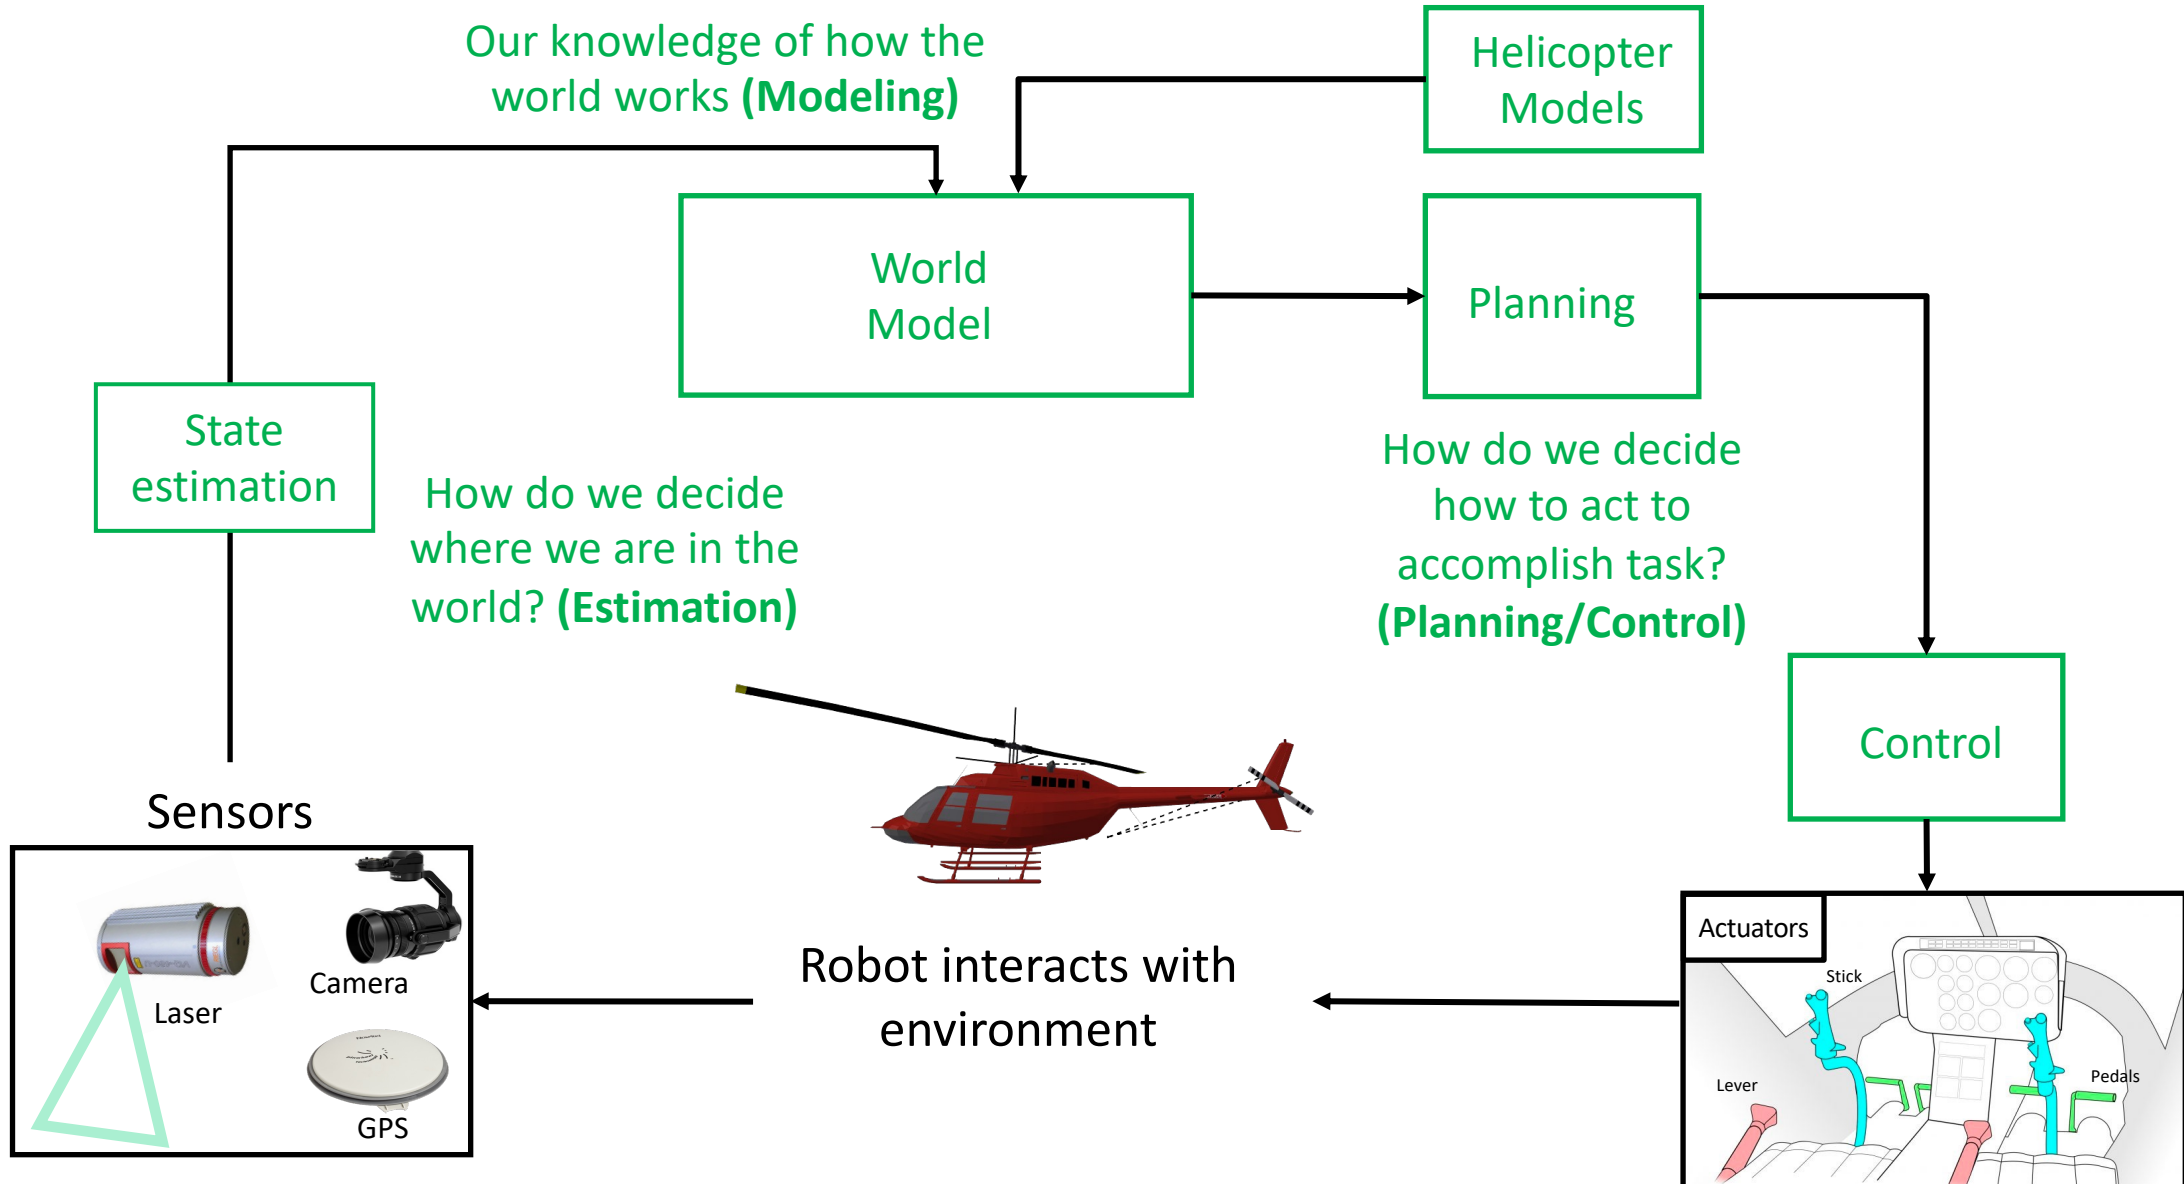 Our knowledge of how the
world works (Modeling)
Helicopter
Models
World
Model
Planning
State
estimation
How do we decide
where we are in the
world? (Estimation)
How do we decide
how to act to
accomplish task?
(Planning/Control)
Control
Sensors
Laser
Camera
GPS
Robot interacts with
environment
Actuators
Stick
Lever
Pedals